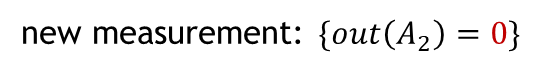 new measurement: {out(A₂) = 0}